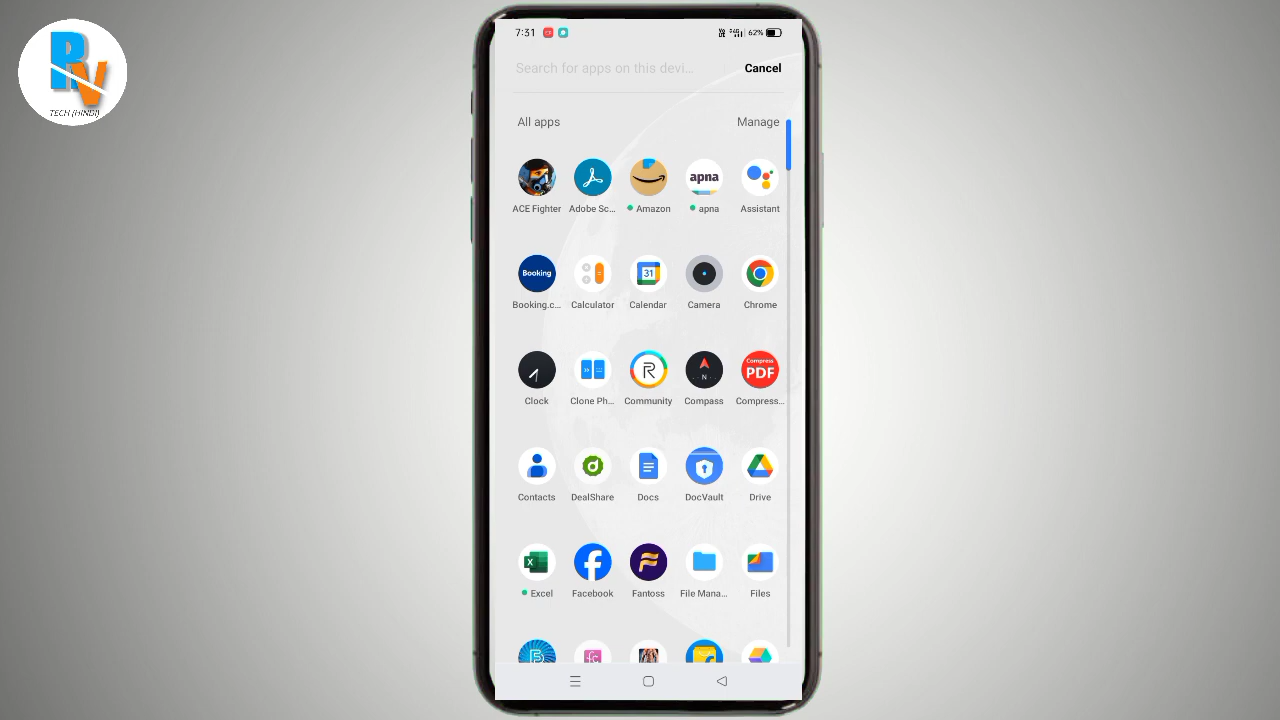 RV
TECH (HINDI)
7:31
62%
Search for apps on this devi...
Cancel
All apps
Manage
apna
ACE Fighter
Adobe Sc...
Amazon
apna
Assistant
Booking
31
Booking.c...
Calculator
Calendar
Camera
Chrome
R
N
Compress
PDF
Clock
Clone Ph...
Community
Compass
Compress...
Contacts
DealShare
Docs
DocVault
Drive
Excel
Facebook
Fantoss
File Mana...
Files